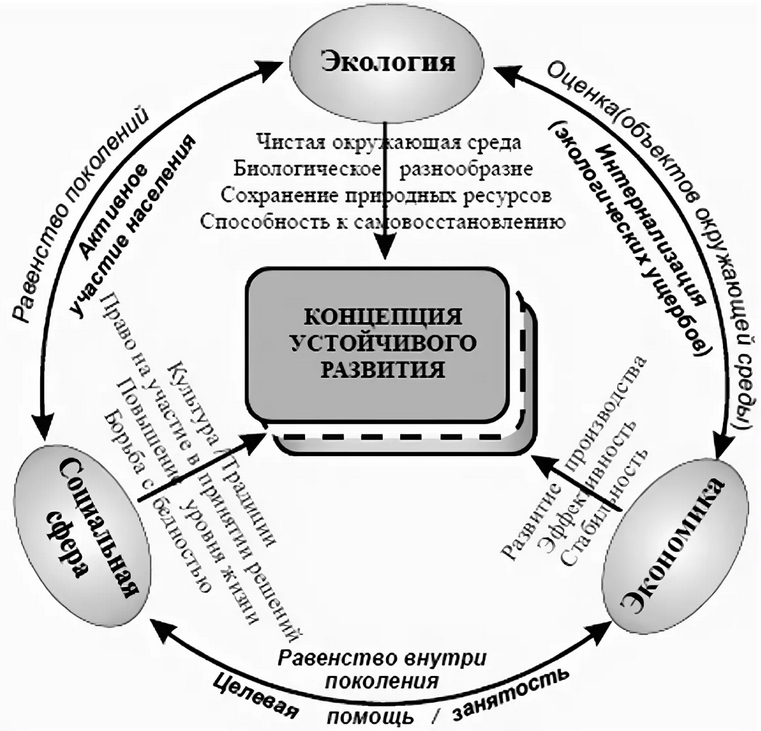 Экология
Чистая окружающая среда
Биологическое разнообразие
Сохранение природных ресурсов
Способность к самовосстановлению
Равенство поколений
Активное
участие населения
Оценка(объектов окружающей среды)
Интернализация
(экологических ущербов)
КОНЦЕПЦИЯ
УСТОЙЧИВОГО
РАЗВИТИЯ
Социальная
сфера
Культура / Традиции
Право на участие в принятии решений
Повышение уровня жизни
Борьба с бедностью
Развитие производства
Эффективность
Стабильность
Экономика
Равенство внутри
поколения
Целевая помощь / занятость